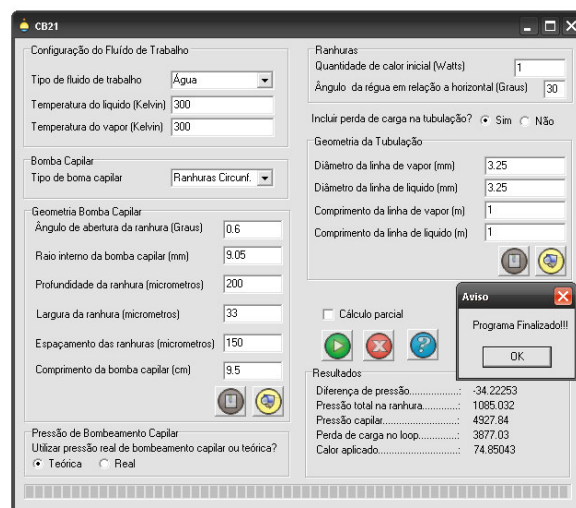 CB21
Configuração do Fluído de Trabalho
Tipo de fluido de trabalho Água
Temperatura do liquido (Kelvin) 300
Temperatura do vapor (Kelvin) 300
Bomba Capilar
Tipo de boma capilar Ranhuras Circunf.
Geometria Bomba Capilar
Ângulo de abertura da ranhura (Graus) 0.6
Raio interno da bomba capilar (mm) 9.05
Profundidade da ranhura (micrometros) 200
Largura da ranhura (micrometros) 33
Espaçamento das ranhuras (micrometros) 150
Comprimento da bomba capilar (cm) 9.5
Pressão de Bombeamento Capilar
Utilizar pressão real de bombeamento capilar ou teórica?
Teórica Real
Ranhuras
Quantidade de calor inicial (Watts) 1
Ângulo da régua em relação a horizontal (Graus) 30
Incluir perda de carga na tubulação? Sim Não
Geometria da Tubulação
Diâmetro da linha de vapor (mm) 3.25
Diâmetro da linha de liquido (mm) 3.25
Comprimento da linha de vapor (m) 1
Comprimento da linha de liquido (m) 1
Cálculo parcial
?
Aviso
Programa Finalizado!!!
OK
Resultados
Diferença de pressão..................: -34.22253
Pressão total na ranhura............: 1085.032
Pressão capilar...........................: 4927.84
Perda de carga no loop.............: 3877.03
Calor aplicado............................: 74.85043